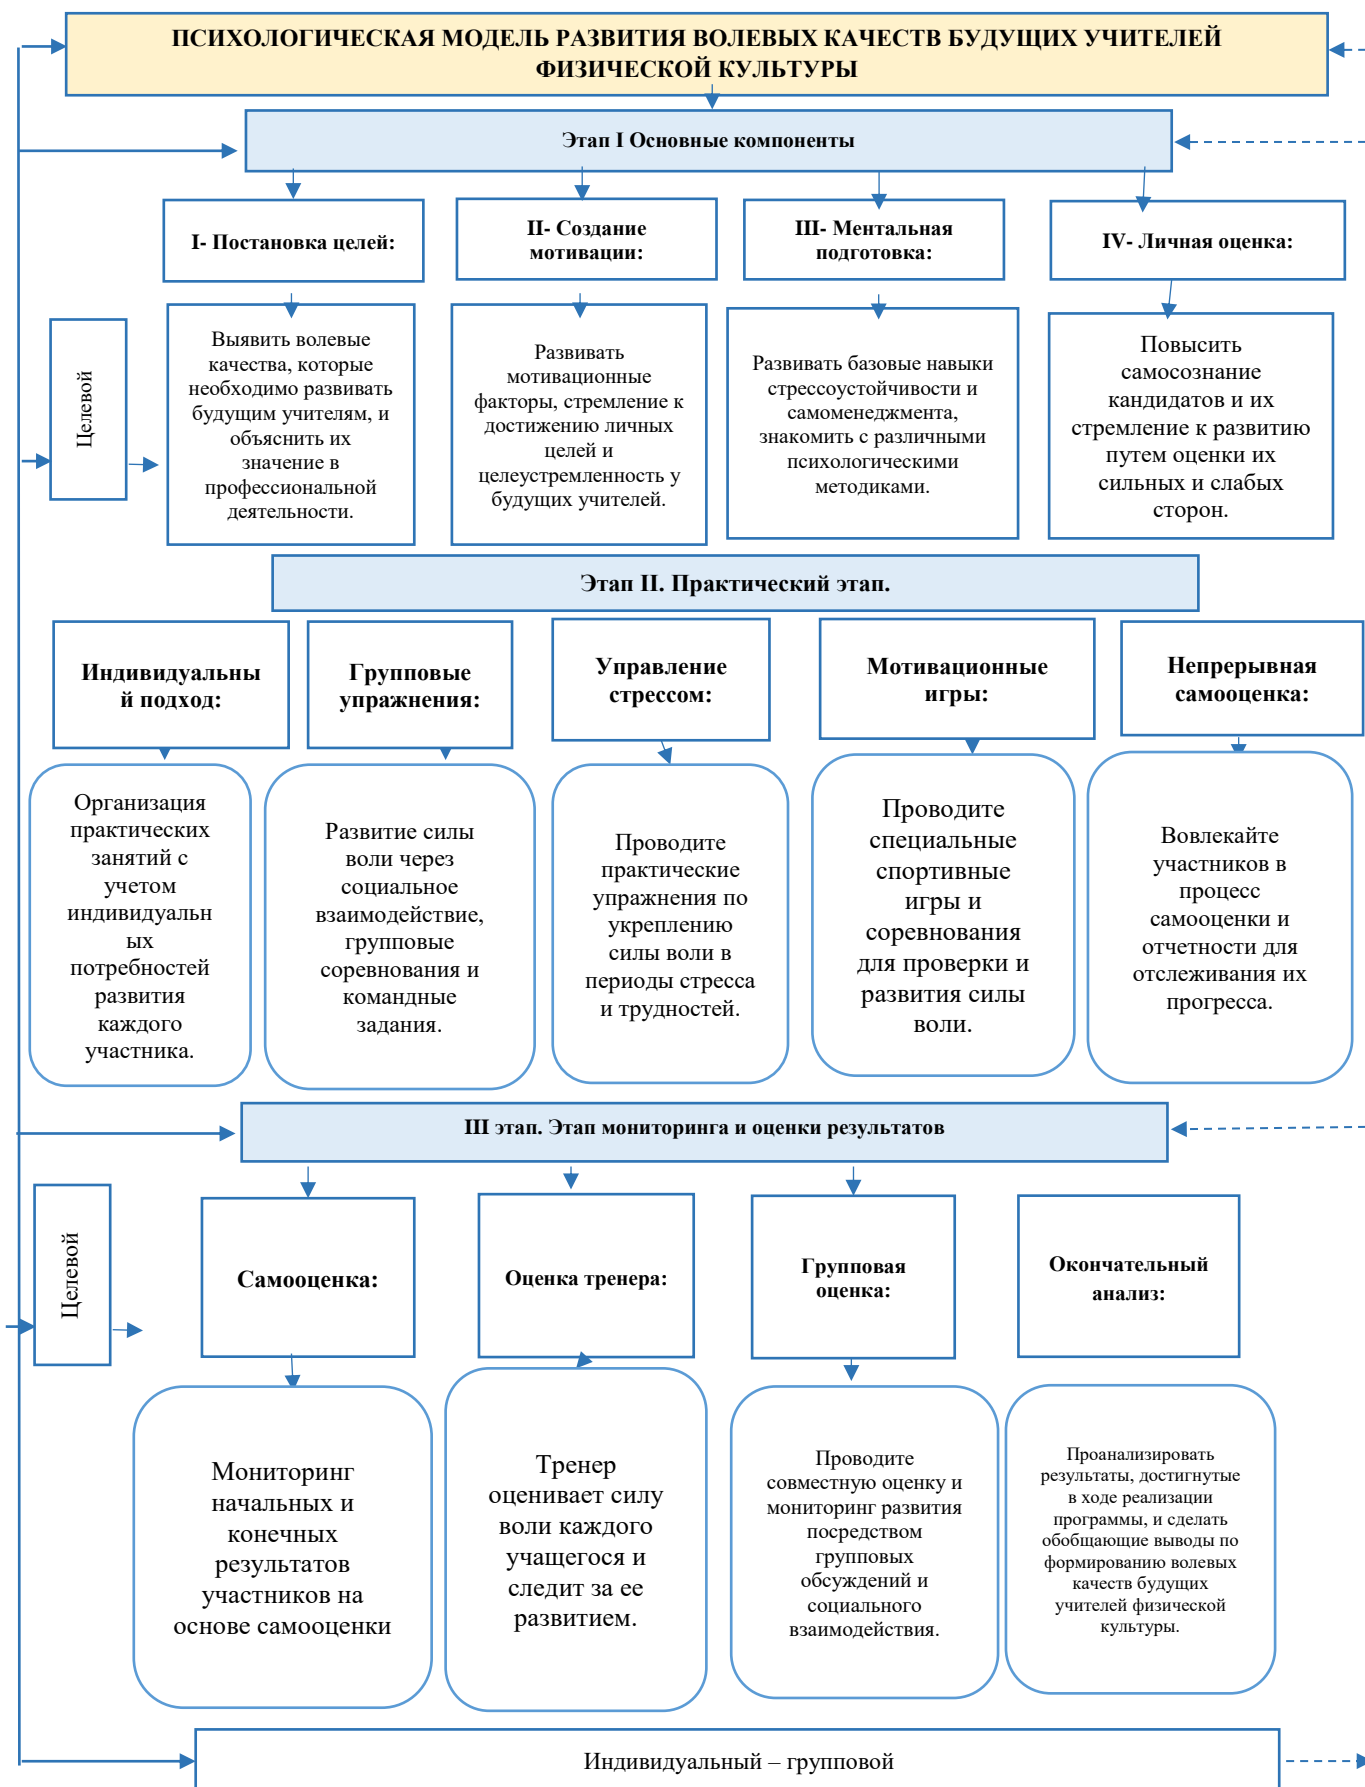 ПСИХОЛОГИЧЕСКАЯ МОДЕЛЬ РАЗВИТИЯ ВОЛЕВЫХ КАЧЕСТВ БУДУЩИХ УЧИТЕЛЕЙ
ФИЗИЧЕСКОЙ КУЛЬТУРЫ
Этап I Основные компоненты
I- Постановка целей:
II- Создание
мотивации:
III- Ментальная
подготовка:
IV- Личная оценка:
Целевой
Выявить волевые
качества, которые
необходимо развивать
будущим учителям, и
объяснить их
значение в
профессиональной
деятельности.
Развивать
мотивационные
факторы, стремление к
достижению личных
целей и
целеустремленность у
будущих учителей.
Развивать базовые навыки
стрессоустойчивости и
самоменеджмента,
знакомить с различными
психологическими
методиками.
Повысить
самосознание
кандидатов и их
стремление к развитию
путем оценки их
сильных и слабых
сторон.
Этап II. Практический этап.
Индивидуальны
й подход:
Групповые
упражнения:
Управление
стрессом:
Мотивационные
игры:
Непрерывная
самооценка:
Организация
практических
занятий с
учетом
индивидуальн
ых
потребностей
развития
каждого
участника.
Развитие силы
воли через
социальное
взаимодействие,
групповые
соревнования и
командные
задания.
Проводите
практические
упражнения по
укреплению
силы воли в
периоды стресса
и трудностей.
Проводите
специальные
спортивные
игры и
соревнования
для проверки и
развития силы
воли.
Вовлекайте
участников в
процесс
самооценки и
отчетности для
отслеживания их
прогресса.
III этап. Этап мониторинга и оценки результатов
Целевой
Самооценка:
Оценка тренера:
Групповая
оценка:
Окончательный
анализ:
Мониторинг
начальных и
конечных
результатов
участников на
основе самооценки
Тренер
оценивает силу
воли каждого
учащегося и
следит за ее
развитием.
Проводите
совместную оценку и
мониторинг развития
посредством
групповых
обсуждений и
социального
взаимодействия.
Проанализировать
результаты, достигнутые
в ходе реализации
программы, и сделать
обобщающие выводы по
формированию волевых
качеств будущих
учителей физической
культуры.
Индивидуальный – групповой